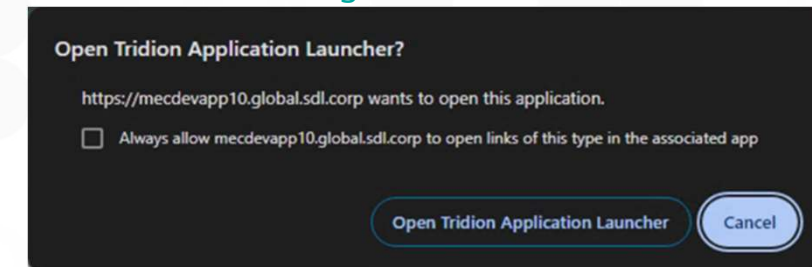 Open Tridion Application Launcher?
https://mecdevapp10.global.sdl.corp wants to open this application.
Always allow mecdevapp10.global.sdl.corp to open links of this type in the associated app
Open Tridion Application Launcher
Cancel